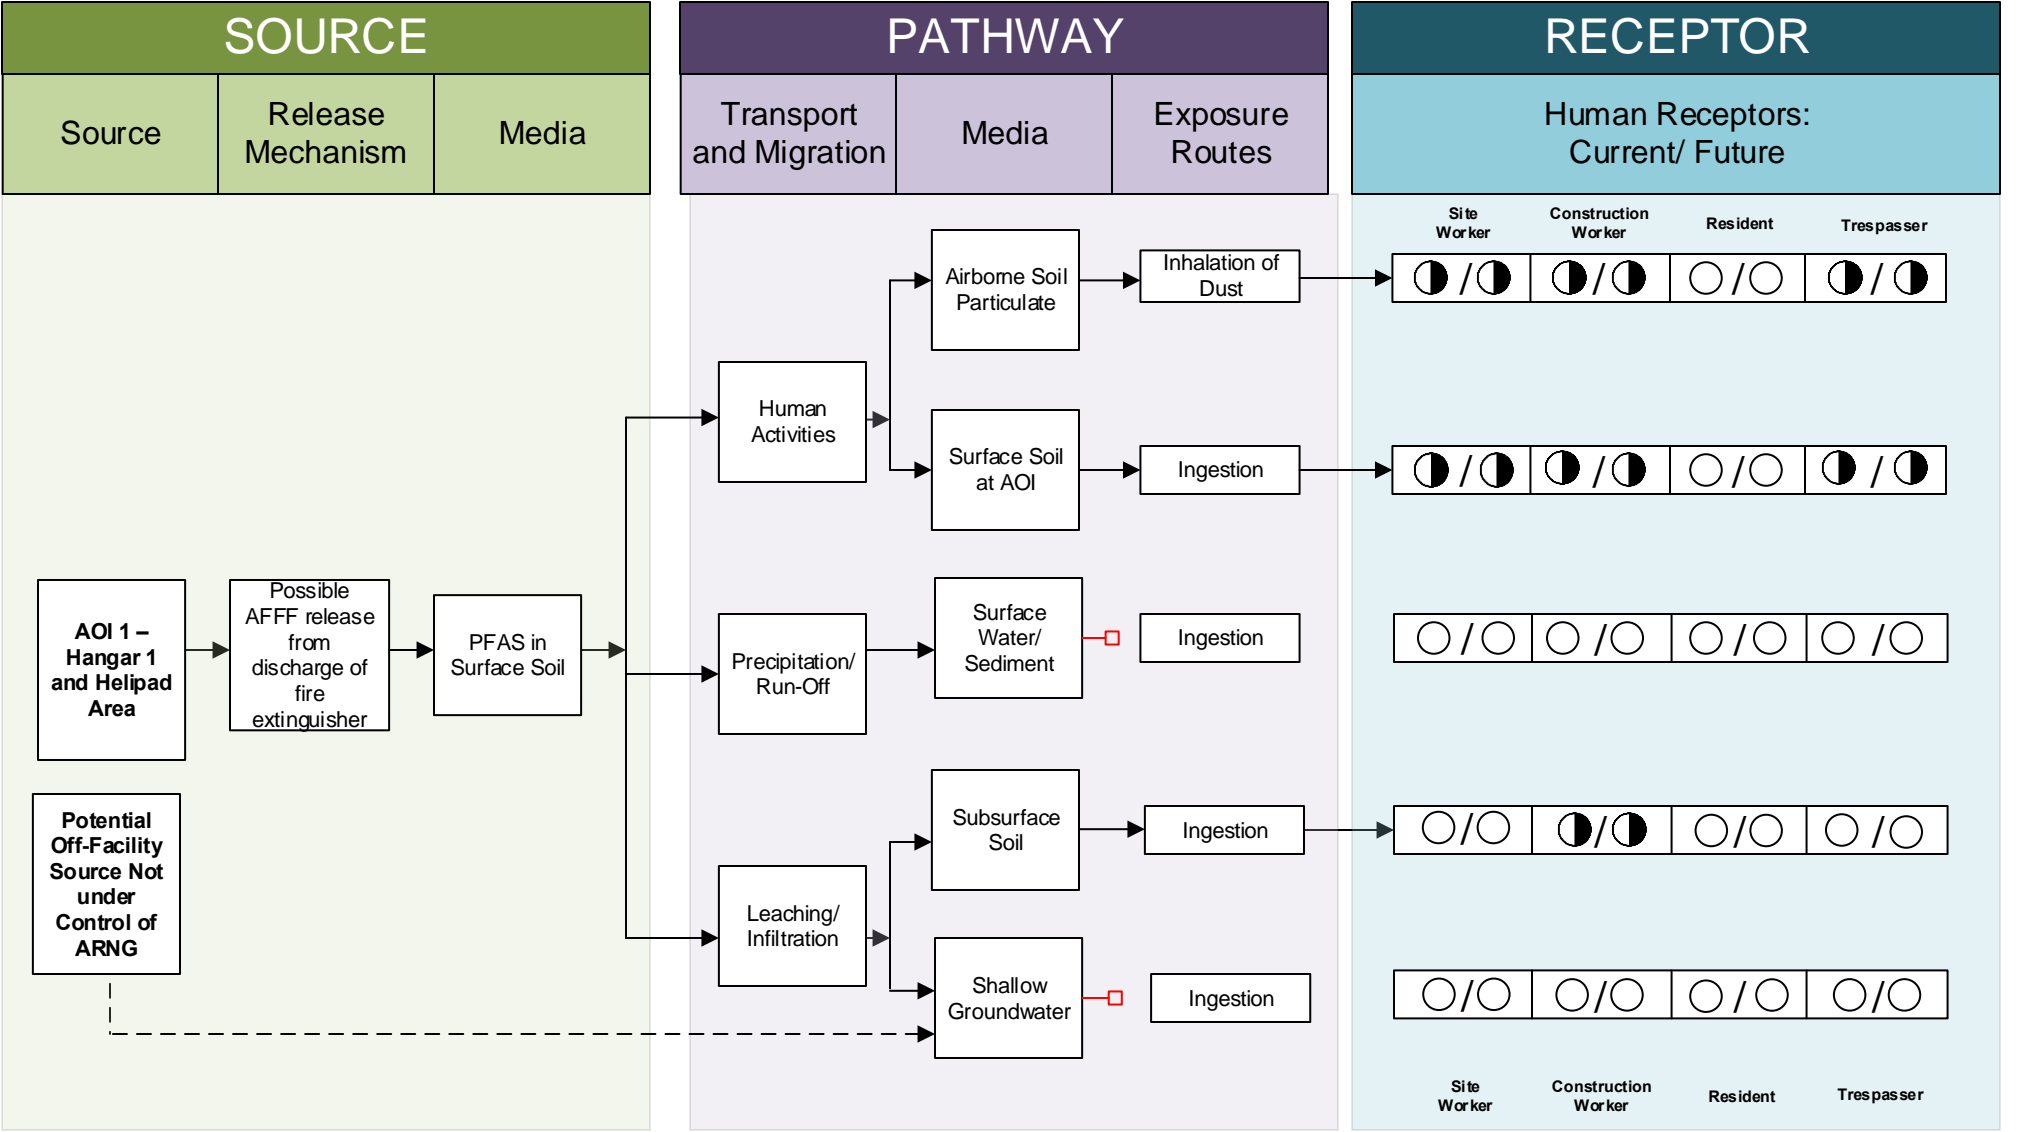 SOURCE
PATHWAY
RECEPTOR
Source
Release
Mechanism
Media
Transport
and Migration
Media
Exposure
Routes
Human Receptors:
Current/ Future
Site
Worker
Construction
Worker
Resident
Trespasser
Airborne Soil
Particulate
Inhalation of
Dust
/
/
/
/
Human
Activities
Surface Soil
at AOI
Ingestion
/
/
/
/
AOI 1 –
Hangar 1
and Helipad
Area
Possible
AFFF release
from
discharge of
fire
extinguisher
PFAS in
Surface Soil
Precipitation/
Run-Off
Surface
Water/
Sediment
Ingestion
/
/
/
/
Potential
Off-Facility
Source Not
under
Control of
ARNG
Leaching/
Infiltration
Subsurface
Soil
Ingestion
/
/
/
/
Shallow
Groundwater
Ingestion
/
/
/
/
Site
Worker
Construction
Worker
Resident
Trespasser